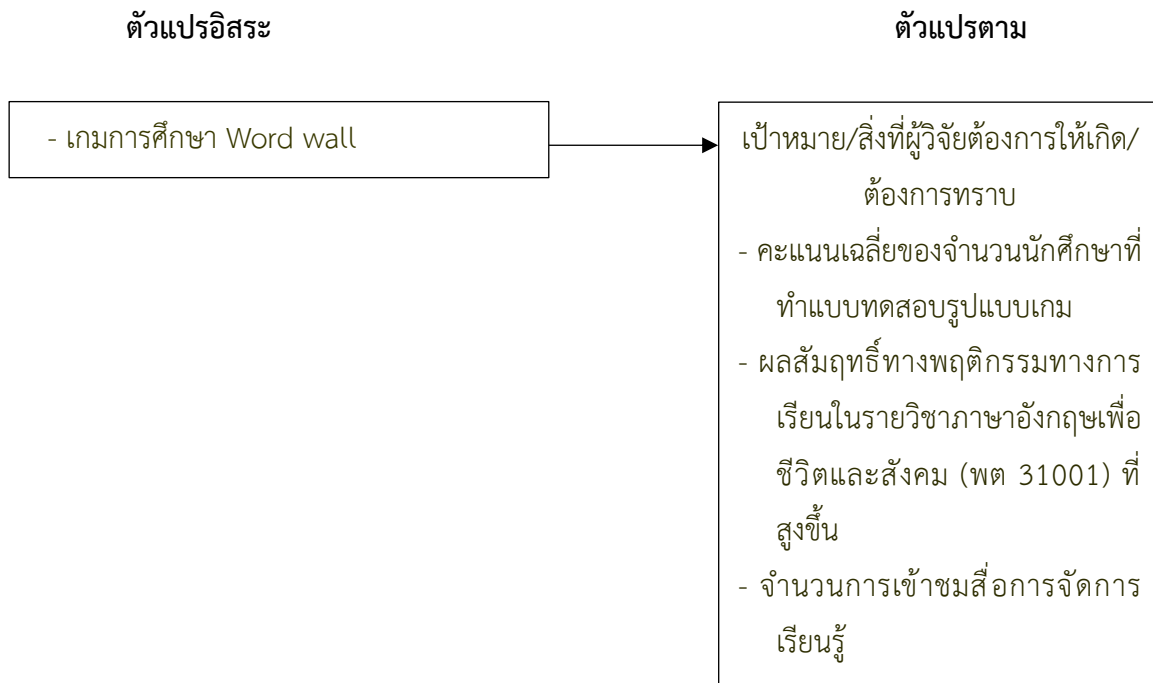 ตัวแปรอิสระ
ตัวแปรตาม
- เกมการศึกษา Word wall
เป้าหมาย/สิ่งที่ผู้วิจัยต้องการให้เกิด/
ต้องการทราบ
- คะแนนเฉลี่ยของจำนวนนักศึกษาที่
ทำแบบทดสอบรูปแบบเกม
- ผลสัมฤทธิ์ทางพฤติกรรมทางการ
เรียนในรายวิชาภาษาอังกฤษเพื่อ
ชีวิตและสังคม (พต 31001) ที่
สูงขึ้น
- จำนวนการเข้าชมสื่อการจัดการ
เรียนรู้